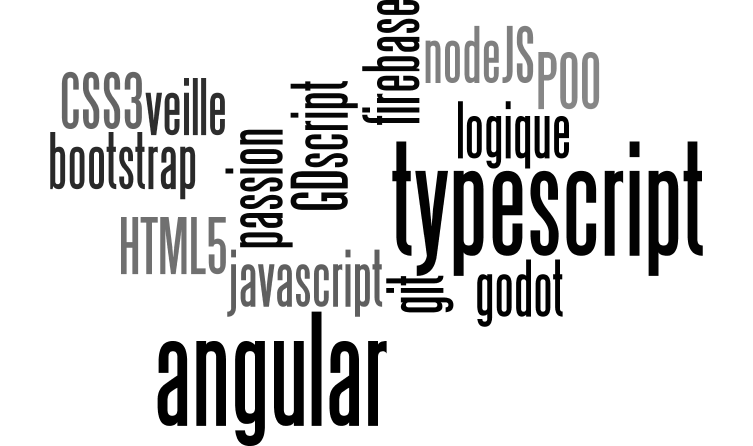 firebase
nodeJS
POO
CSS3
veille
GDscript
logique
bootstrap
passion
typescript
HTML5
javascript
git
godot
angular